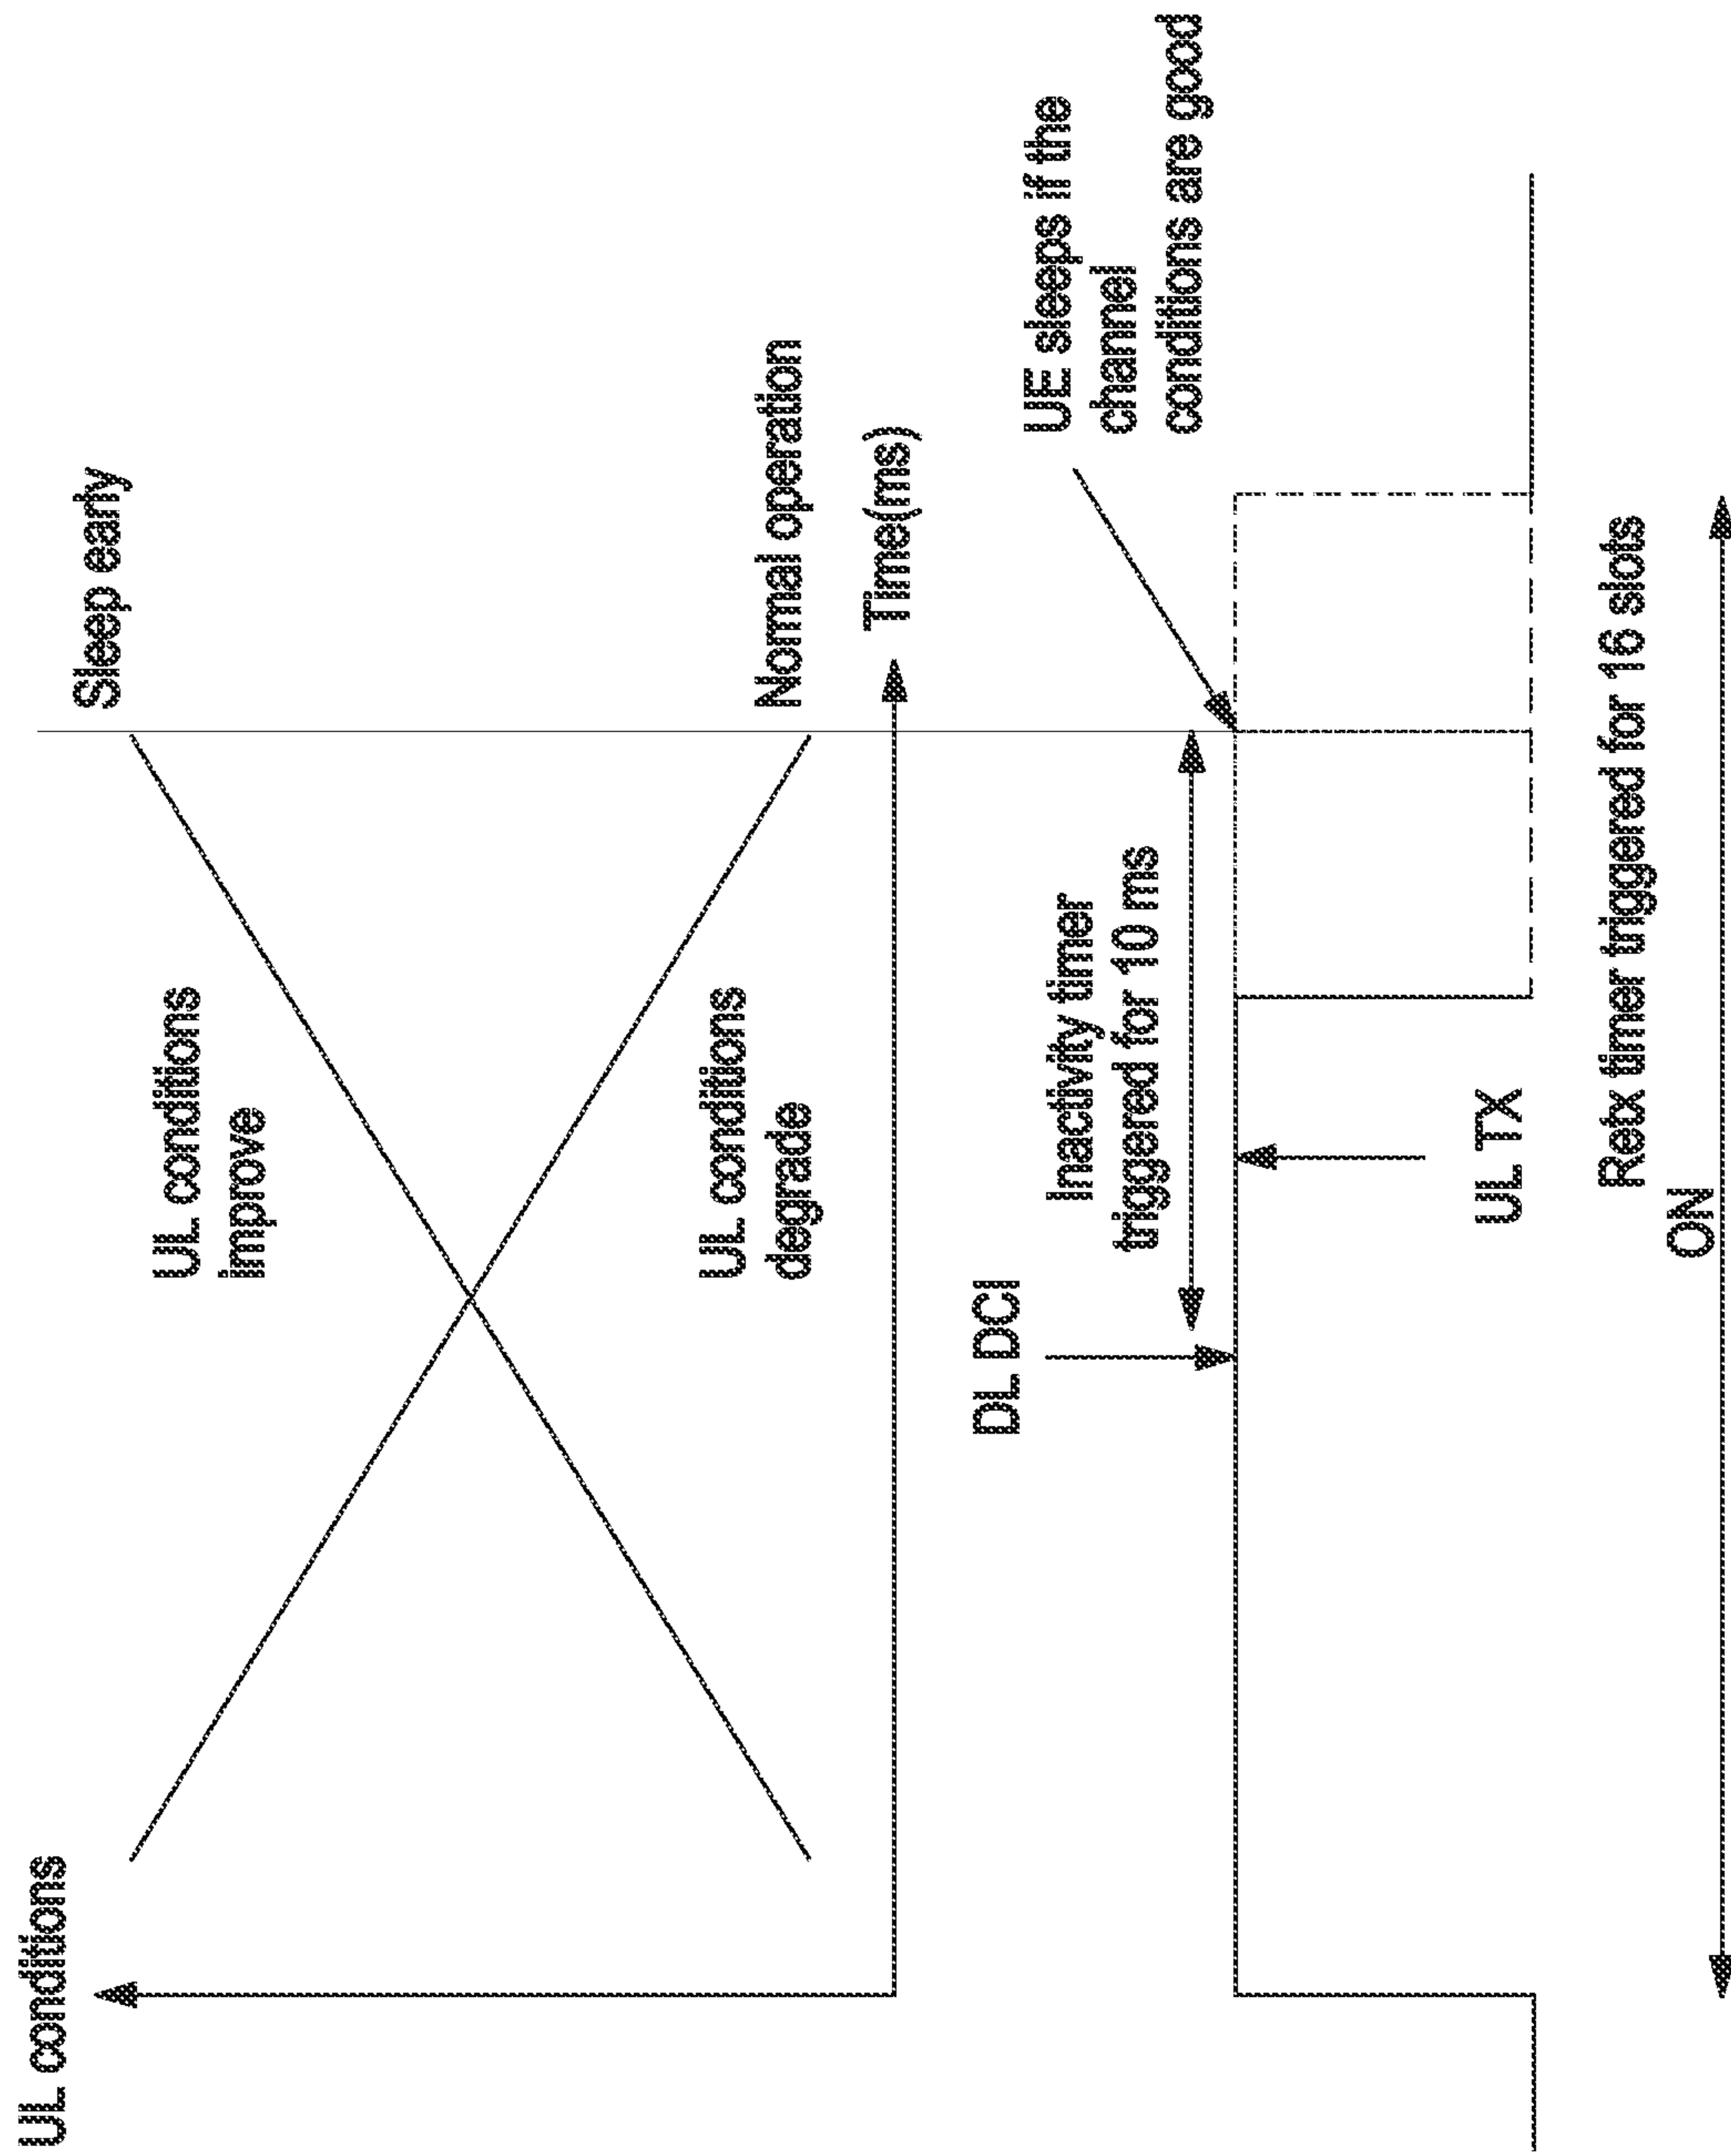 UL conditions
Sleep early
UL conditions
improve
UL conditions
degrade
Normal operation
Time(ms)
DL DCI
Inactivity timer
triggered for 10 ms
UE sleeps if the
channel
conditions are good
UL TX
Retx timer triggered for 16 slots
ON